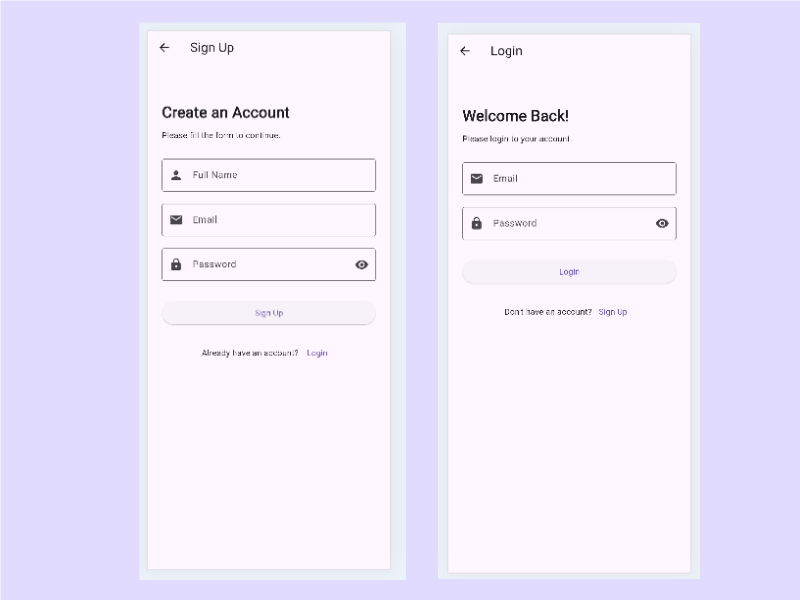 Sign Up
Create an Account
Please fill the form to continue.
Full Name
Email
Password
Sign Up
Already have an account? Login
Login
Welcome Back!
Please login to your account.
Email
Password
Login
Don't have an account? Sign Up